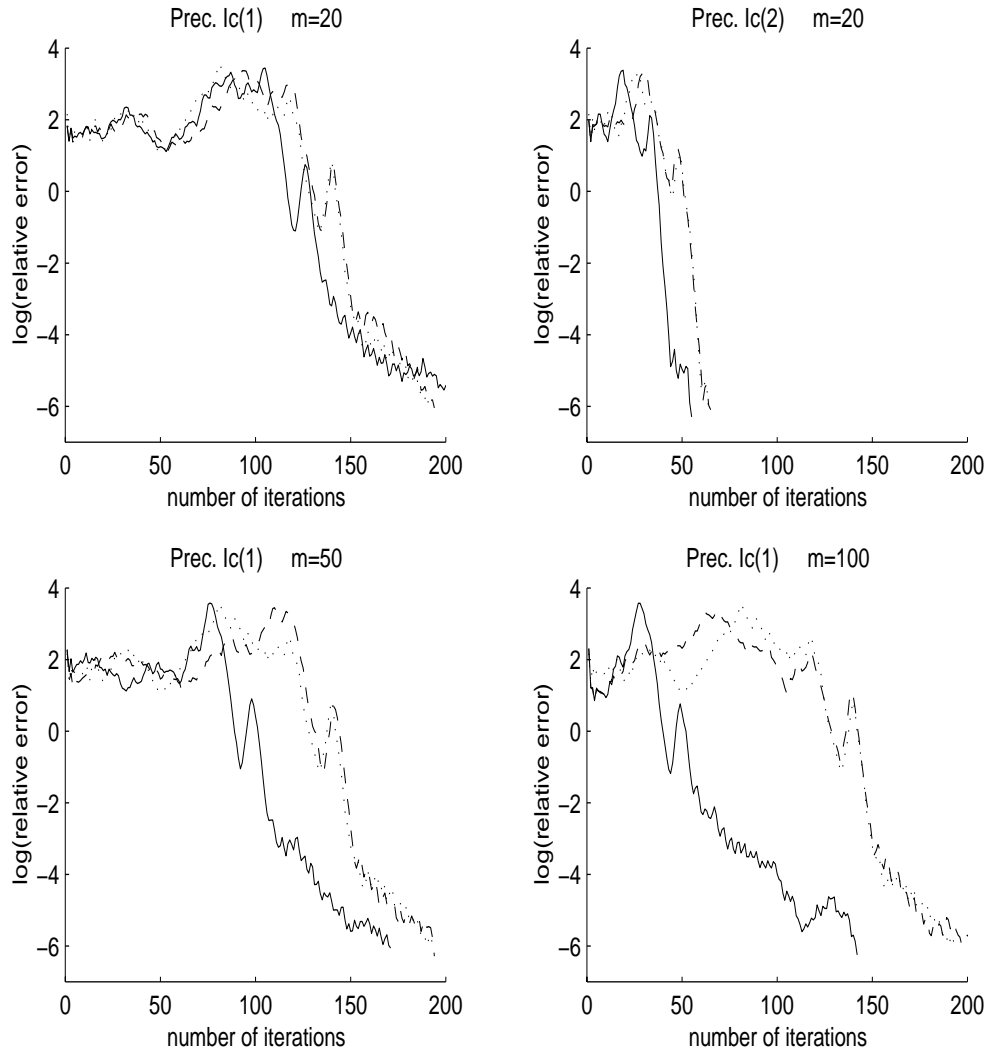 Prec. Ic(1) m=20
4
2
0
−2
−4
−6
log(relative error)
0 50 100 150 200
number of iterations
Prec. Ic(2) m=20
4
2
0
−2
−4
−6
log(relative error)
0 50 100 150 200
number of iterations
Prec. Ic(1) m=50
4
2
0
−2
−4
−6
log(relative error)
0 50 100 150 200
number of iterations
Prec. Ic(1) m=100
4
2
0
−2
−4
−6
log(relative error)
0 50 100 150 200
number of iterations